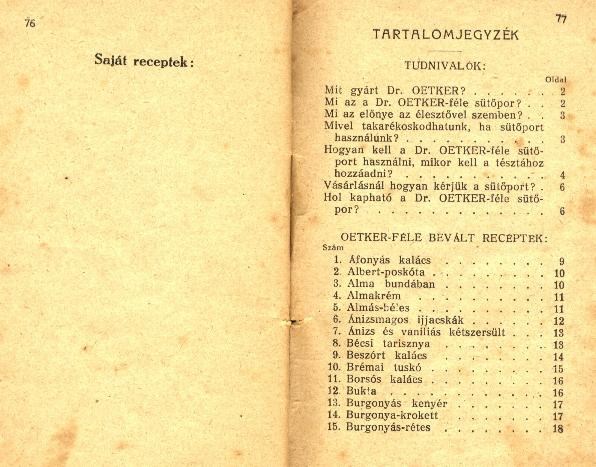 76
Saját receptek:
77
TARTALOMJEGYZÉK
TUDNIVALÓK:
Oldal
Mit gyárt Dr. OETKER? . . . . . . 2
Mi az a Dr. OETKER-féle sütőpor? . . 2
Mi az előnye az élesztővel szemben? . . 3
Mivel takarékoskodhatunk, ha sütőport
használunk? . . . . . . . . . . 3
Hogyan kell a Dr. OETKER-féle sütő-
port használni, mikor kell a tésztához
hozzáadni? . . . . . . . . . . 4
Vásárlásnál hogyan kérjük a sütőport? . 6
Hol kapható a Dr. OETKER-féle sütő-
por? . . . . . . . . . . . . 6
OETKER-FÉLE BEVÁLT RECEPTEK:
Szám
1. Áfonyás kalács . . . . . . . . 9
2. Albert-poskóta . . . . . . . . 10
3. Alma bundában . . . . . . . . 10
4. Almakrém . . . . . . . . . 11
5. Almás-béles . . . . . . . . . 11
6. Ánizsmagos ijjacskák . . . . . . 12
7. Ánizs és vaniliás kétszersült . . . 13
8. Bécsi tarisznya . . . . . . . . 13
9. Beszórt kalács . . . . . . . . 14
10. Brémai tuskó . . . . . . . . 15
11. Borsós kalács . . . . . . . . 16
12. Bukta . . . . . . . . . . . 16
13. Burgonyás kenyér . . . . . . . 17
14. Burgonya-krokett . . . . . . . 17
15. Burgonyás-rétes . . . . . . . . 18